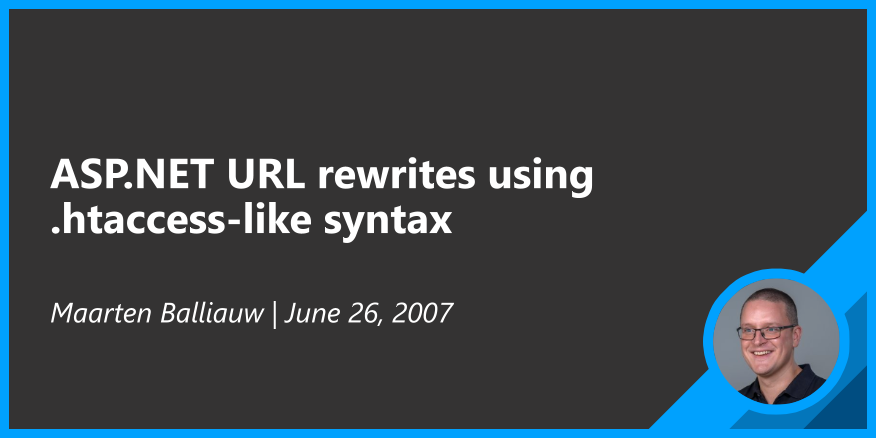 ASP.NET URL rewrites using
.htaccess-like syntax
Maarten Balliauw | June 26, 2007